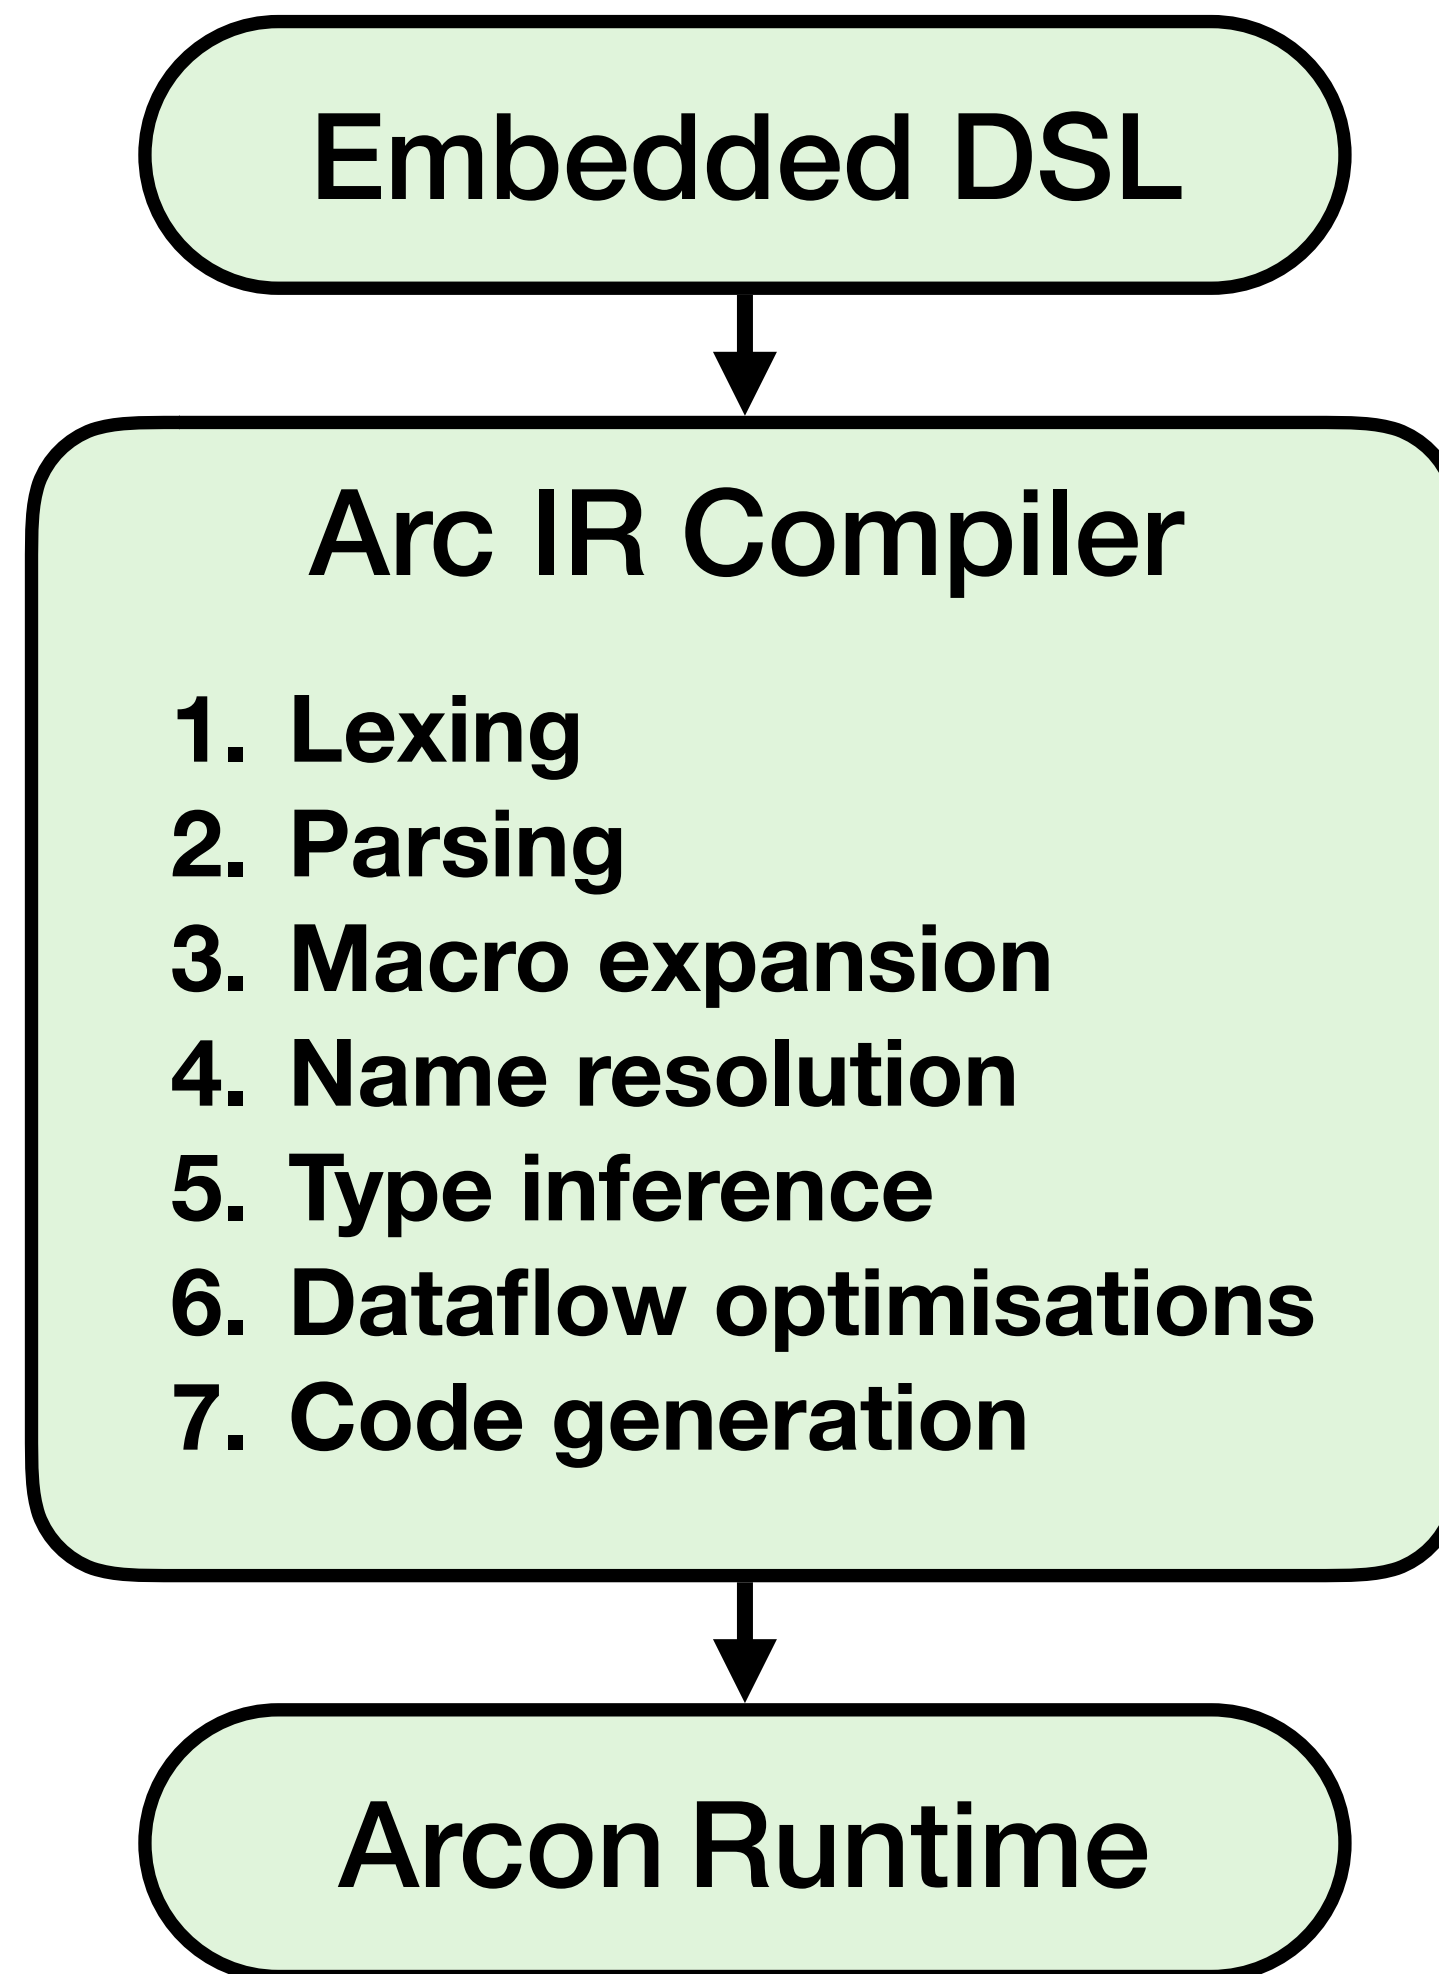 Embedded DSL
Arc IR Compiler
1. Lexing
2. Parsing
3. Macro expansion
4. Name resolution
5. Type inference
6. Dataflow optimisations
7. Code generation
Arcon Runtime